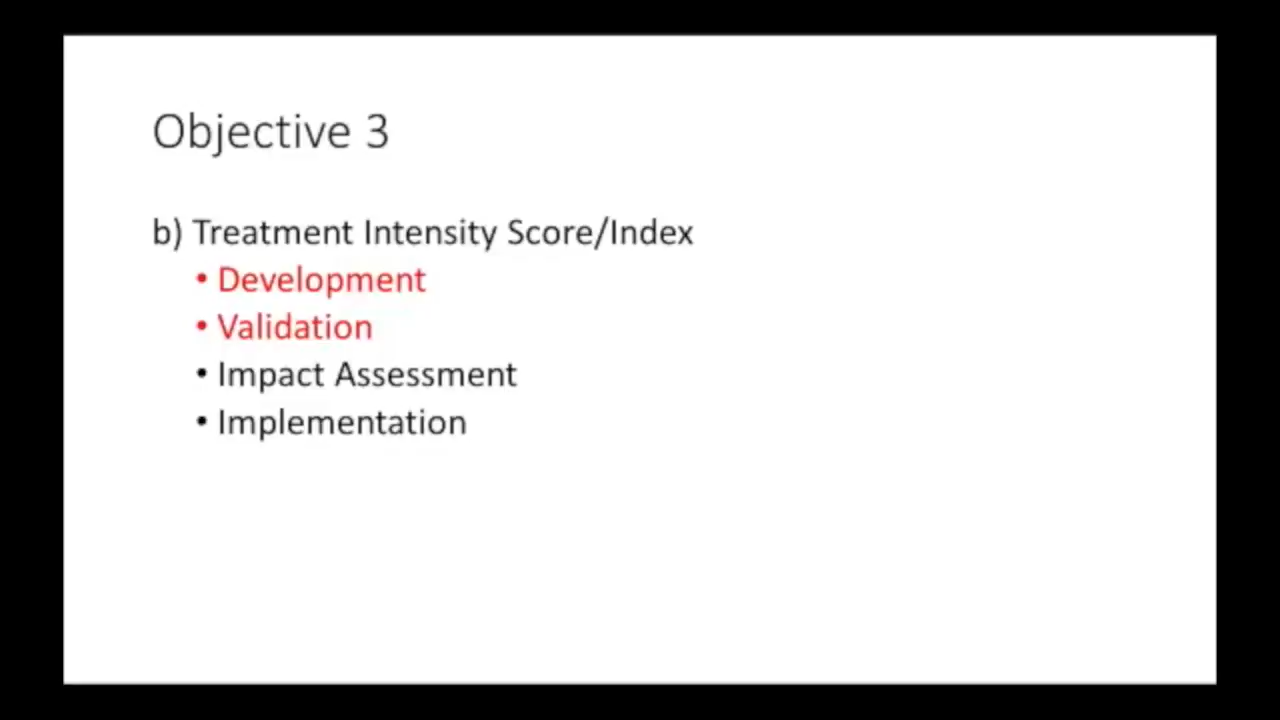 Objective 3
b) Treatment Intensity Score/Index
• Development
• Validation
• Impact Assessment
• Implementation